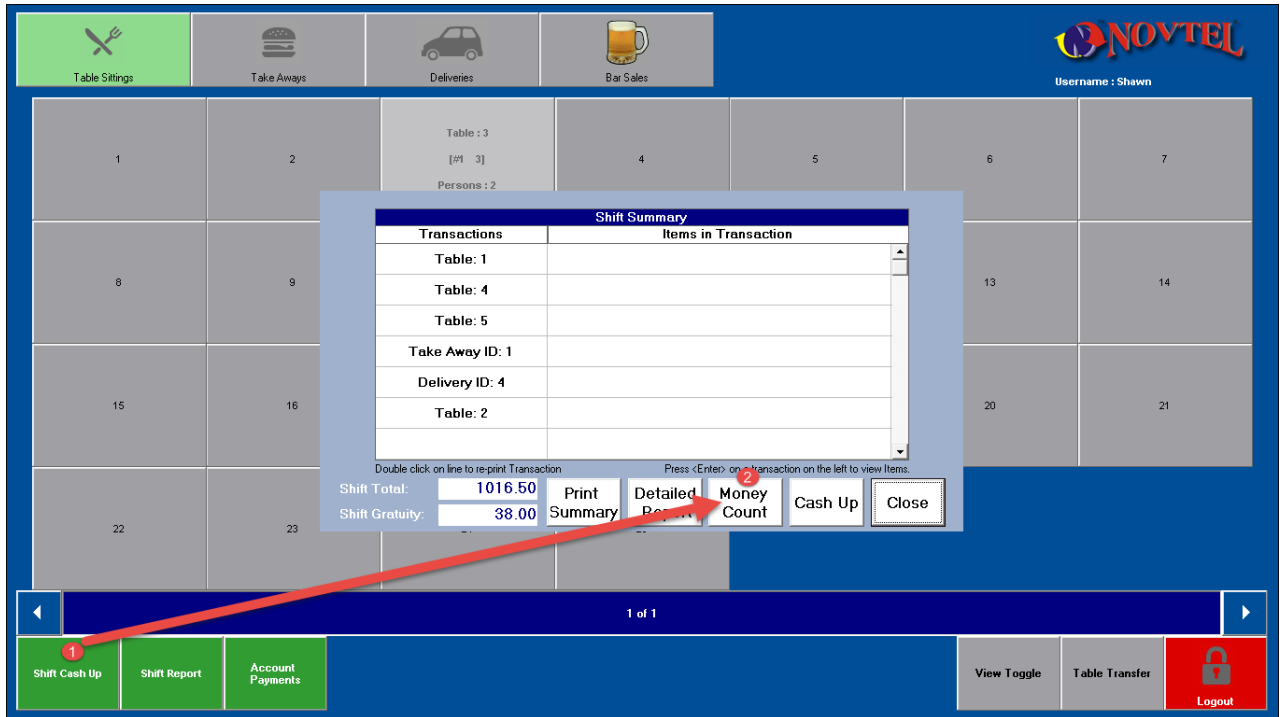 Table Sittings
Take Aways
Deliveries
Bar Sales
NOVTEL
Username : Shawn
1
2
Table : 3
[#1 3]
Persons : 2
4
5
6
7
8
9
13
14
15
16
20
21
22
23
Shift Summary
Transactions
Items in Transaction
Table: 1
Table: 4
Table: 5
Take Away ID: 1
Delivery ID: 4
Table: 2
Double click on line to re-print Transaction
Press <Enter> on a transaction on the left to view Items.
Shift Total: 1016.50
Shift Gratuity: 38.00
Print
Summary
Detailed
Report
2
Money
Count
Cash Up
Close
1 of 1
1
Shift Cash Up
Shift Report
Account
Payments
View Toggle
Table Transfer
Logout